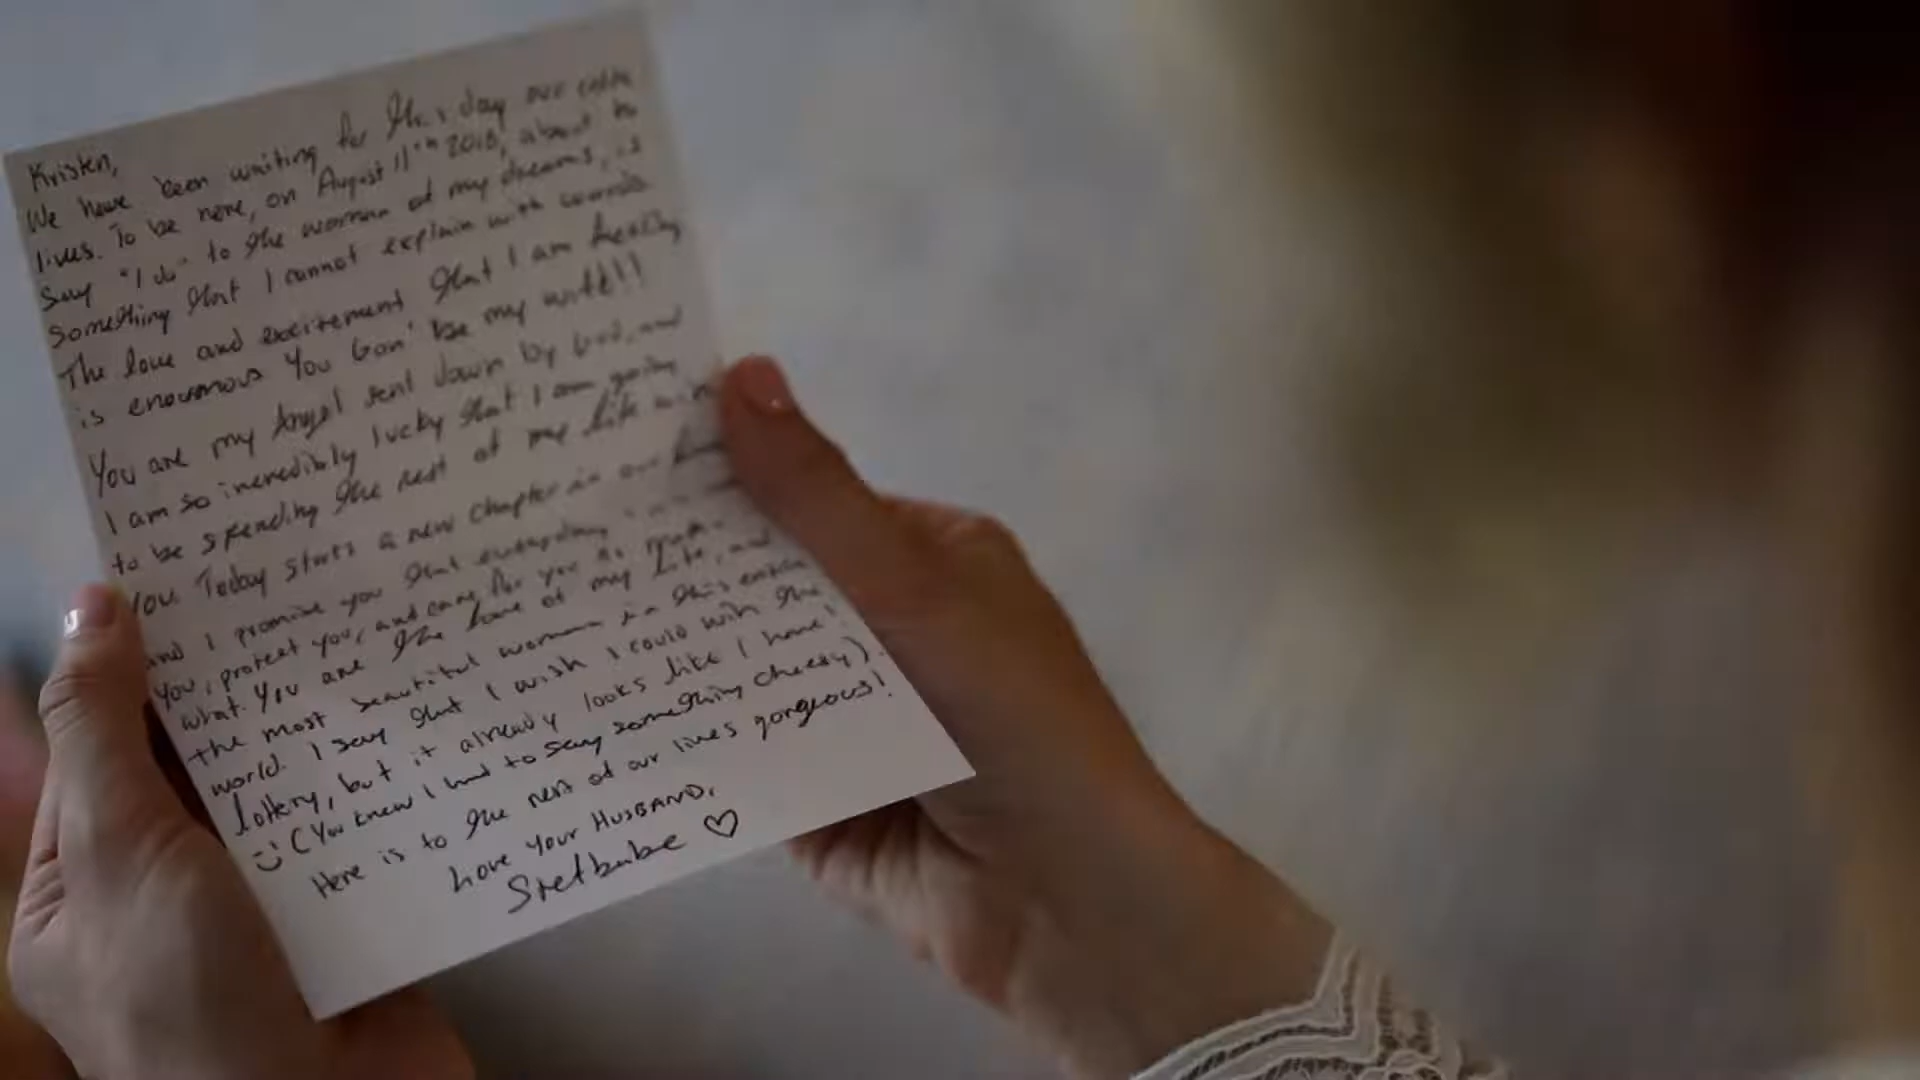 Kristen,
We have been waiting for this day our entire
lives. To be here, on August 11th 2018, about to
say "I do" to the woman of my dreams, is
something that I cannot explain with words.
The love and excitement that I am feeling
is enourmous You Gon' be my wife!!
You are my Angel sent down by God, and
I am so incredibly lucky that I am going
to be spending the rest of my life with
you. Today starts a new chapter in our
and I promise you that everyday
you, protect you, and care for you no matter
what. You are the love of my life, and
the most beautiful woman in this entire
world. I say that I wish I could win the
lottery, but it already looks like I have!
:) (You knew I had to say something cheesy).
Here is to the rest of our lives gorgeous!
Love your HUSBAND,
Stefbabe ♡